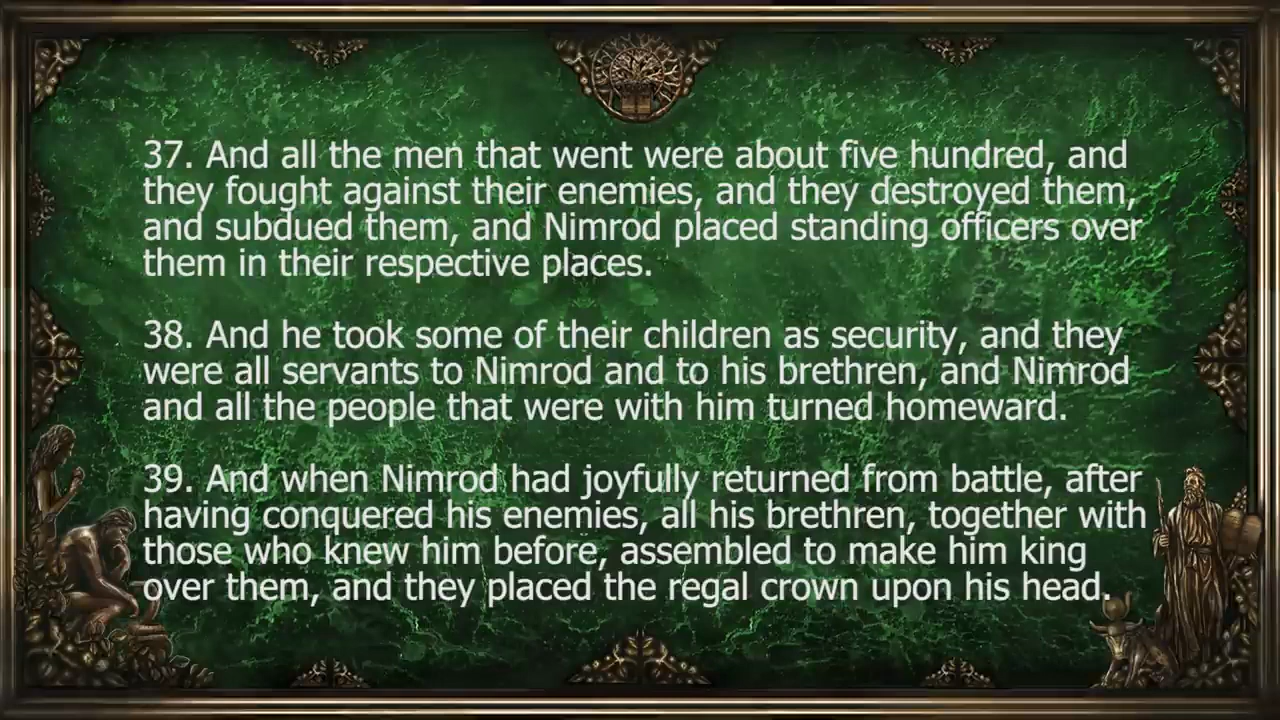 37. And all the men that went were about five hundred, and
they fought against their enemies, and they destroyed them,
and subdued them, and Nimrod placed standing officers over
them in their respective places.
38. And he took some of their children as security, and they
were all servants to Nimrod and to his brethren, and Nimrod
and all the people that were with him turned homeward.
39. And when Nimrod had joyfully returned from battle, after
having conquered his enemies, all his brethren, together with
those who knew him before, assembled to make him king
over them, and they placed the regal crown upon his head.